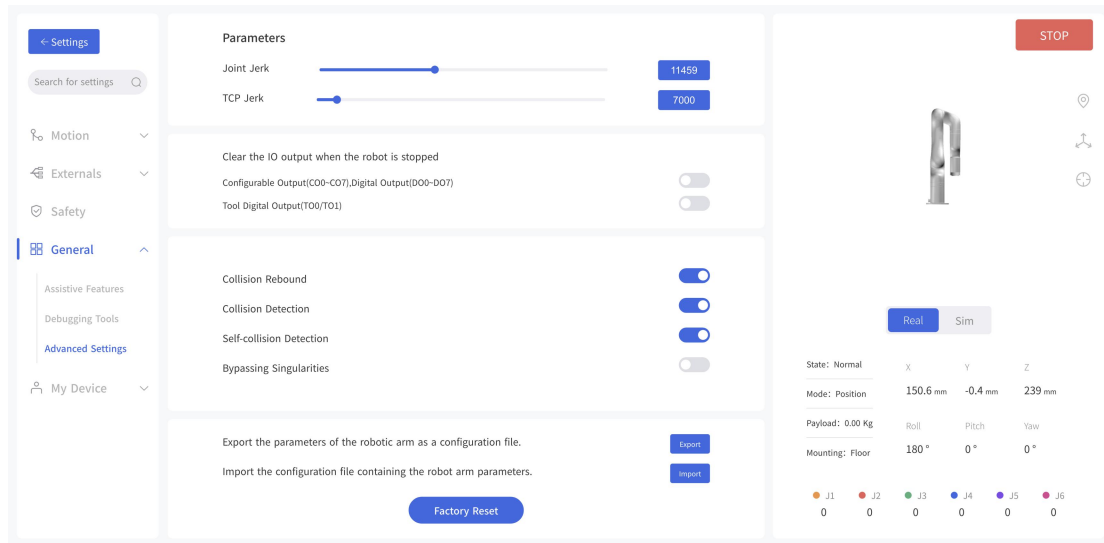 ← Settings
Search for settings
Motion
Externals
Safety
General
Assistive Features
Debugging Tools
Advanced Settings
My Device
Parameters
Joint Jerk 11459
TCP Jerk 7000
Clear the IO output when the robot is stopped
Configurable Output(CO0~CO7),Digital Output(DO0~DO7)
Tool Digital Output(TO0/TO1)
Collision Rebound
Collision Detection
Self-collision Detection
Bypassing Singularities
Export the parameters of the robotic arm as a configuration file. Export
Import the configuration file containing the robot arm parameters. Import
Factory Reset
STOP
Real Sim
State: Normal
Mode: Position
Payload: 0.00 Kg
Mounting: Floor
X Y Z
150.6 mm -0.4 mm 239 mm
Roll Pitch Yaw
180 ° 0 ° 0 °
J1 J2 J3 J4 J5 J6
0 0 0 0 0 0